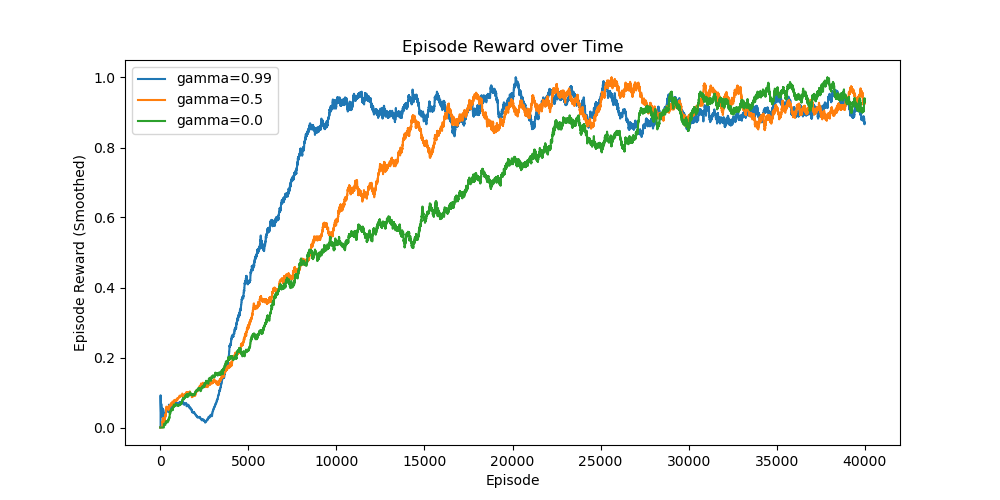 Episode Reward over Time
gamma=0.99
gamma=0.5
gamma=0.0
Episode Reward (Smoothed)
1.0
0.8
0.6
0.4
0.2
0.0
0 5000 10000 15000 20000 25000 30000 35000 40000
Episode